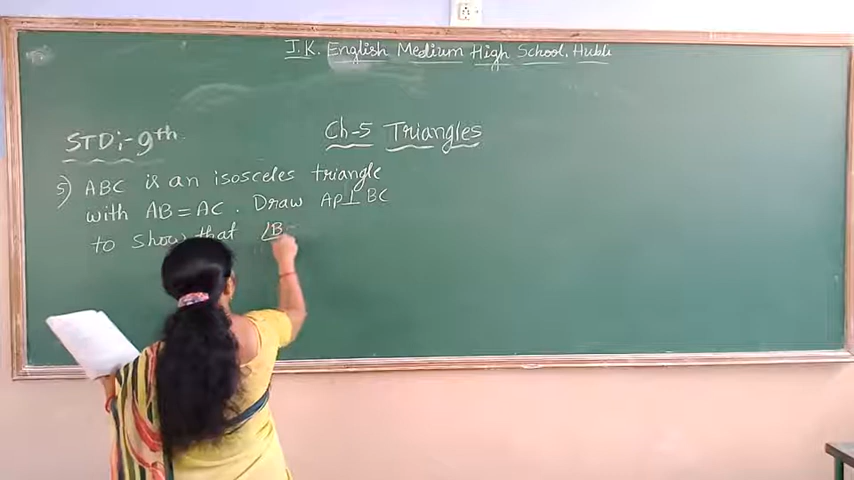 J.K. English Medium High School, Hubli
STD:- 9th
Ch-5 Triangles
5) ABC is an isosceles triangle
with AB = AC . Draw AP⊥ BC
to show that ∠B